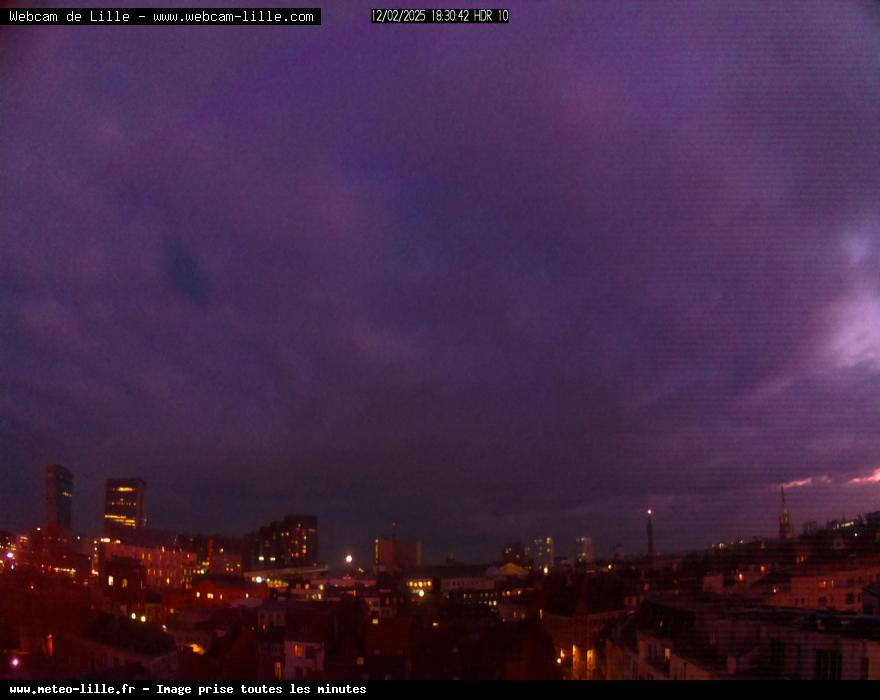 Webcam de Lille - www.webcam-lille.com
12/02/2025 18:30:42 HDR 10
www.meteo-lille.fr - Image prise toutes les minutes